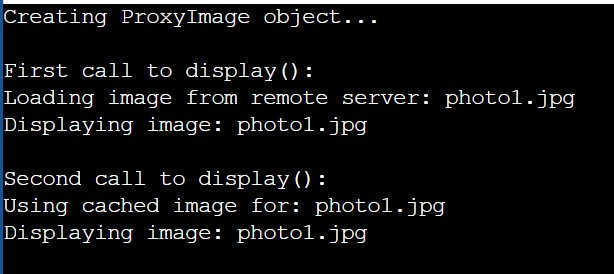 Creating ProxyImage object...
First call to display():
Loading image from remote server: photo1.jpg
Displaying image: photo1.jpg
Second call to display():
Using cached image for: photo1.jpg
Displaying image: photo1.jpg